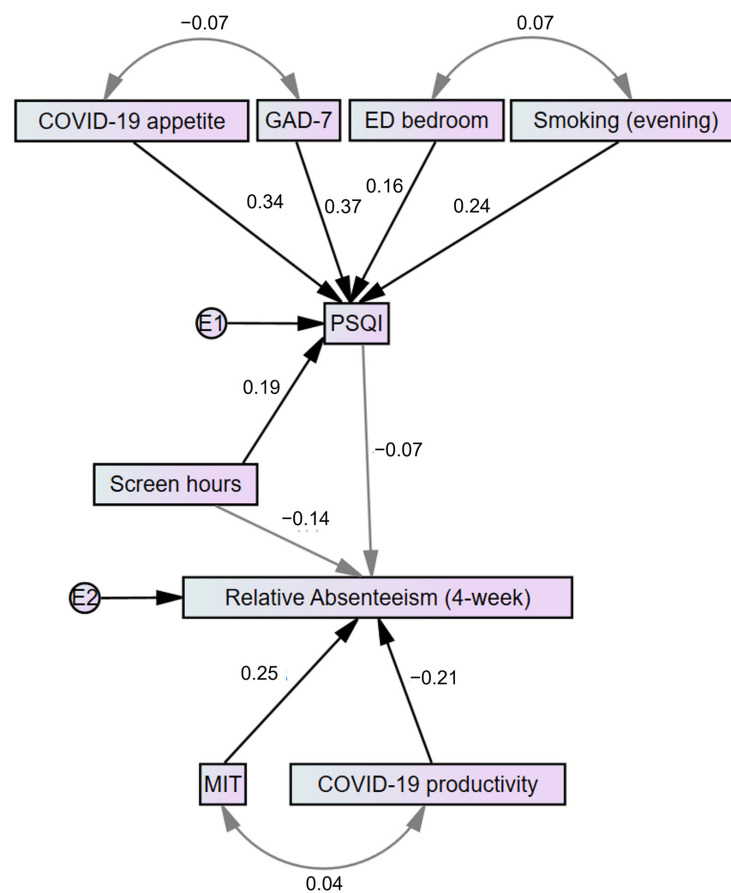 −0.07
0.07
COVID-19 appetite
GAD-7
ED bedroom
Smoking (evening)
0.34
0.37
0.16
0.24
E1
PSQI
0.19
−0.07
Screen hours
−0.14
E2
Relative Absenteeism (4-week)
0.25
−0.21
MIT
COVID-19 productivity
0.04